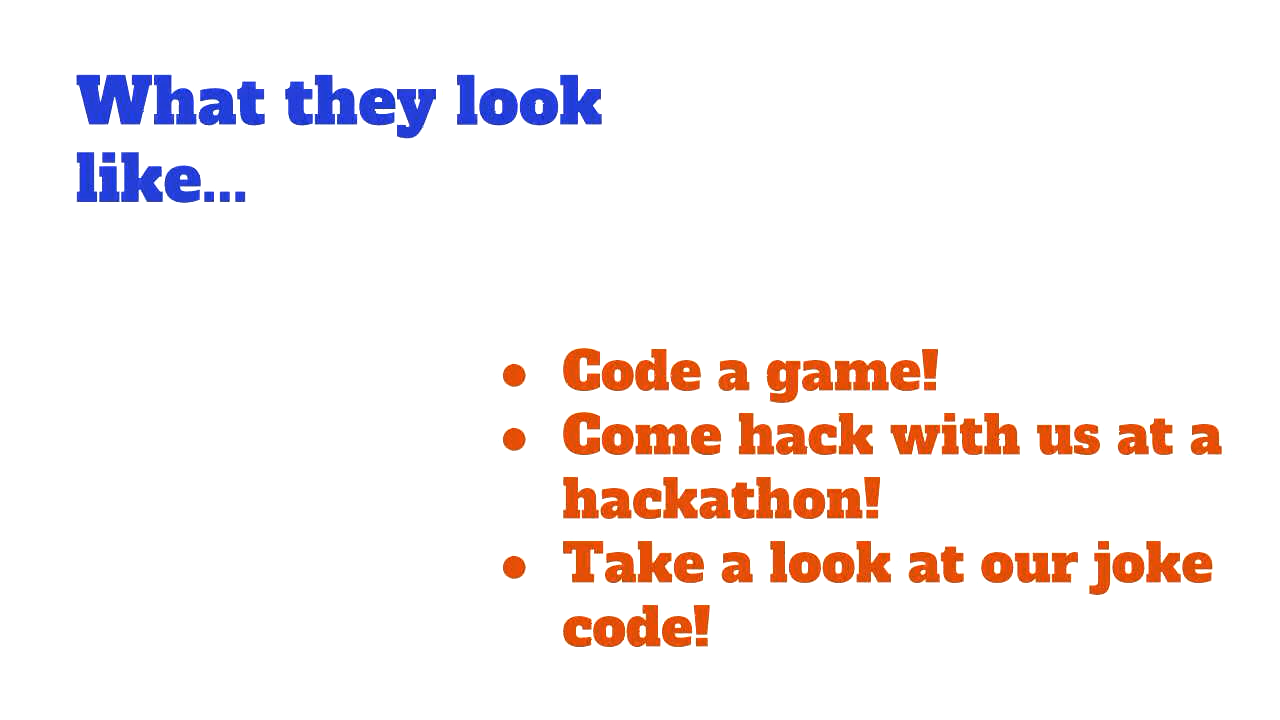 What they look
like...
● Code a game!
● Come hack with us at a
hackathon!
● Take a look at our joke
code!